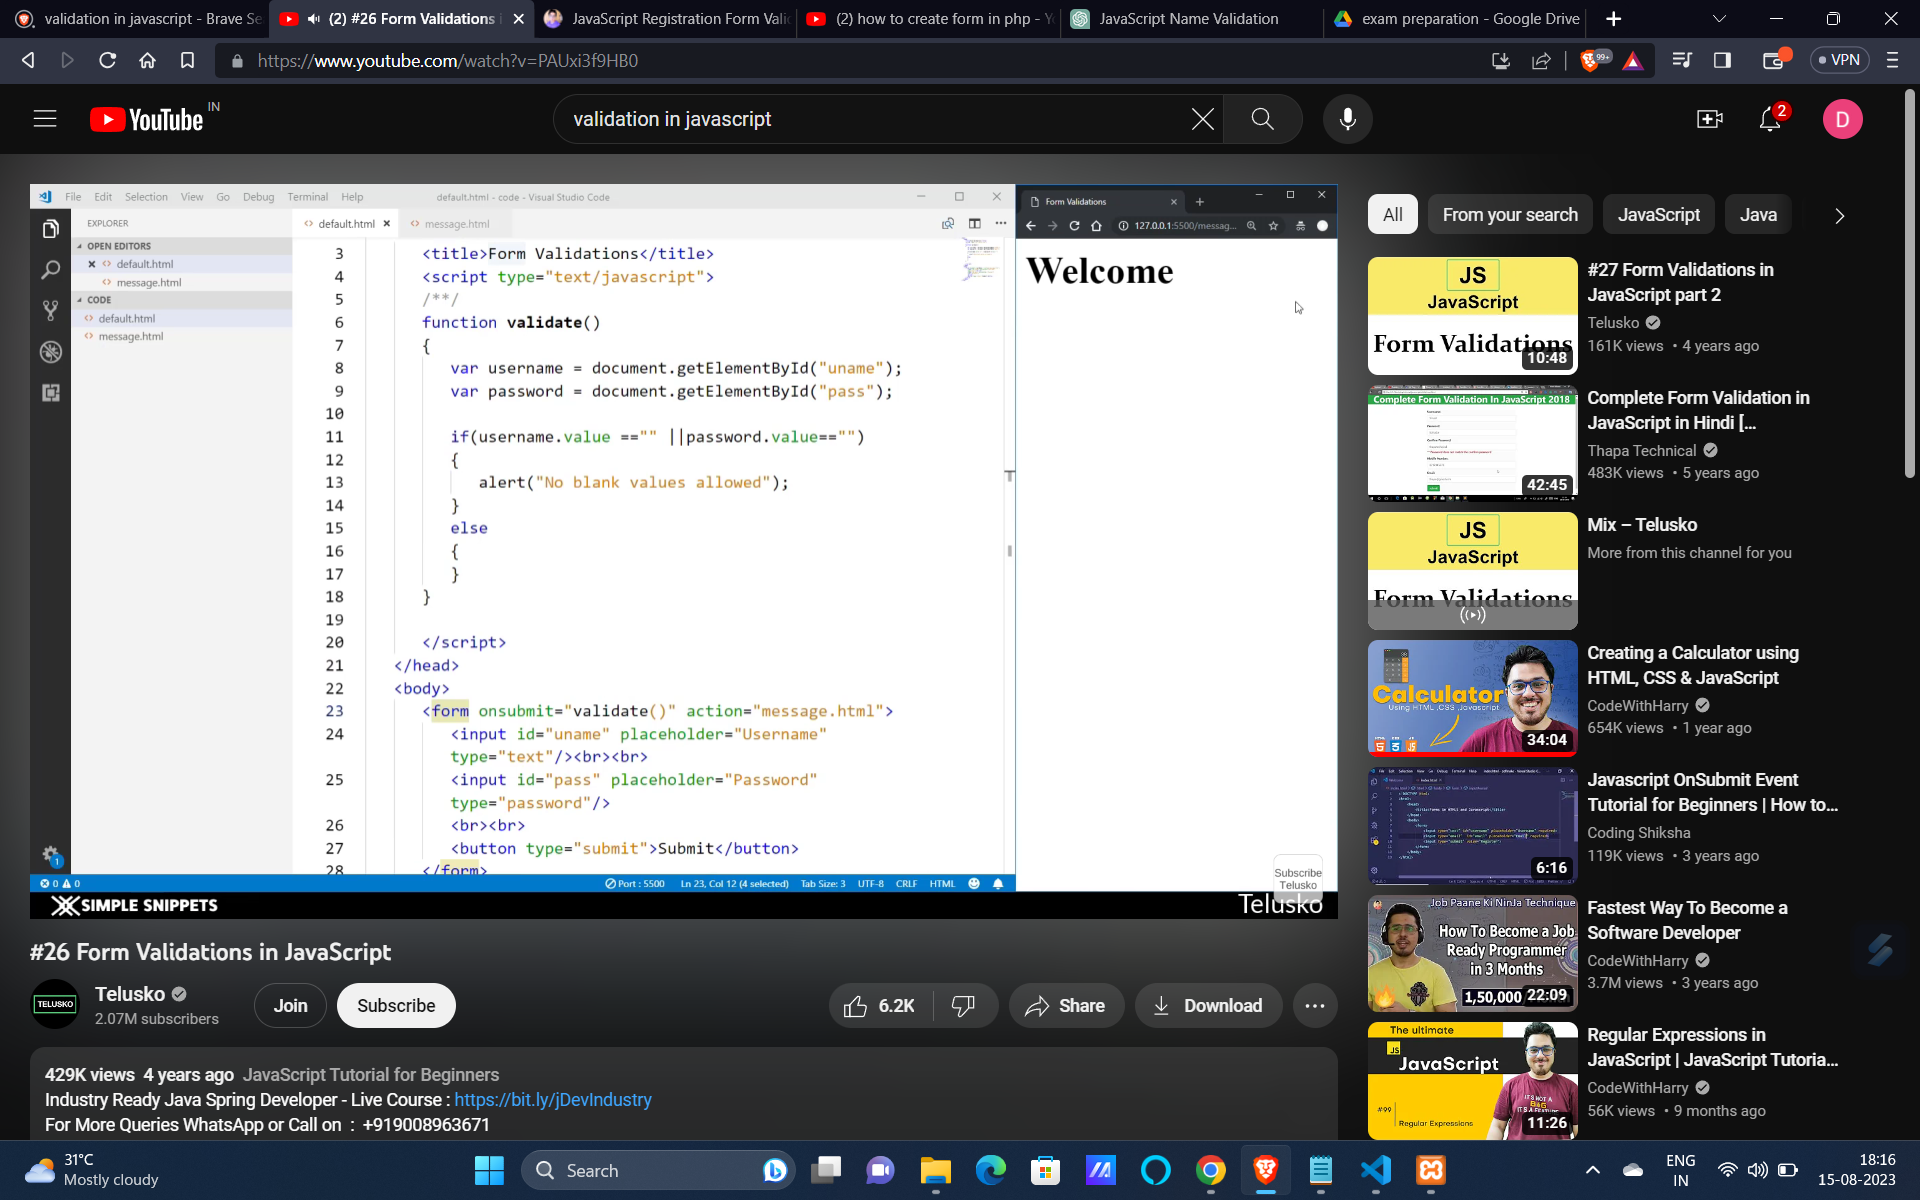 validation in javascript - Brave Se
(2) #26 Form Validations i
JavaScript Registration Form Vali
(2) how to create form in php - Y
JavaScript Name Validation
exam preparation - Google Drive
https://www.youtube.com/watch?v=PAUxi3f9HB0
99+
VPN
YouTube IN
validation in javascript
2
D
File Edit Selection View Go Debug Terminal Help
default.html - code - Visual Studio Code
EXPLORER
OPEN EDITORS
default.html
message.html
CODE
default.html
message.html
default.html
message.html
3 <title>Form Validations</title>
4 <script type="text/javascript">
5 /**/
6 function validate()
7 {
8 var username = document.getElementById("uname");
9 var password = document.getElementById("pass");
10
11 if(username.value =="" ||password.value=="")
12 {
13 alert("No blank values allowed");
14 }
15 else
16 {
17 }
18 }
19
20 </script>
21 </head>
22 <body>
23 <form onsubmit="validate()" action="message.html">
24 <input id="uname" placeholder="Username"
type="text"/><br><br>
25 <input id="pass" placeholder="Password"
type="password"/>
26 <br><br>
27 <button type="submit">Submit</button>
28 </form>
1
0 0
Port : 5500 Ln 23, Col 12 (4 selected) Tab Size: 3 UTF-8 CRLF HTML
Form Validations
127.0.0.1:5500/messag...
Welcome
Subscribe
Telusko
SIMPLE SNIPPETS
Telusko
#26 Form Validations in JavaScript
TELUSKO
Telusko
2.07M subscribers
Join
Subscribe
6.2K
Share
Download
429K views 4 years ago JavaScript Tutorial for Beginners
Industry Ready Java Spring Developer - Live Course : https://bit.ly/jDevIndustry
For More Queries WhatsApp or Call on : +919008963671
All
From your search
JavaScript
Java
JS
JavaScript
Form Validations
10:48
#27 Form Validations in
JavaScript part 2
Telusko
161K views • 4 years ago
Complete Form Validation In JavaScript 2018
42:45
Complete Form Validation in
JavaScript in Hindi [...
Thapa Technical
483K views • 5 years ago
JS
JavaScript
Form Validations
Mix – Telusko
More from this channel for you
Calculator
Using HTML ,CSS ,Javascript
34:04
Creating a Calculator using
HTML, CSS & JavaScript
CodeWithHarry
654K views • 1 year ago
6:16
Javascript OnSubmit Event
Tutorial for Beginners | How to...
Coding Shiksha
119K views • 3 years ago
Job Paane Ki NinJa Technique
How To Become a Job
Ready Programmer
in 3 Months
1,50,000
22:09
Fastest Way To Become a
Software Developer
CodeWithHarry
3.7M views • 3 years ago
The ultimate
JS
JavaScript
#99
Regular Expressions
11:26
Regular Expressions in
JavaScript | JavaScript Tutoria...
CodeWithHarry
56K views • 9 months ago
31°C
Mostly cloudy
Search
ENG
IN
18:16
15-08-2023